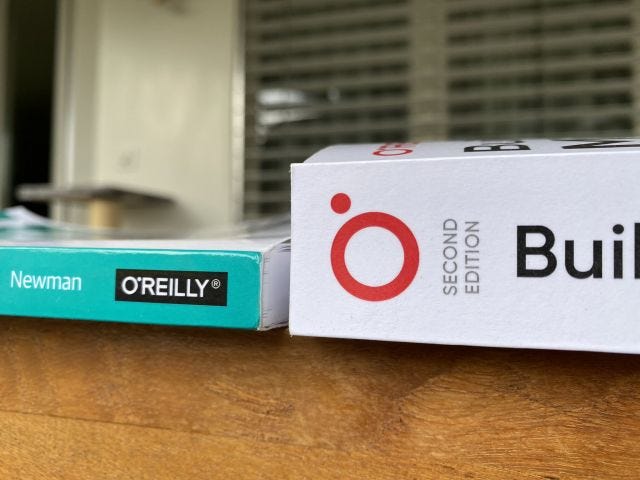 Newman
O'REILLY®
SECOND
EDITION
Buil